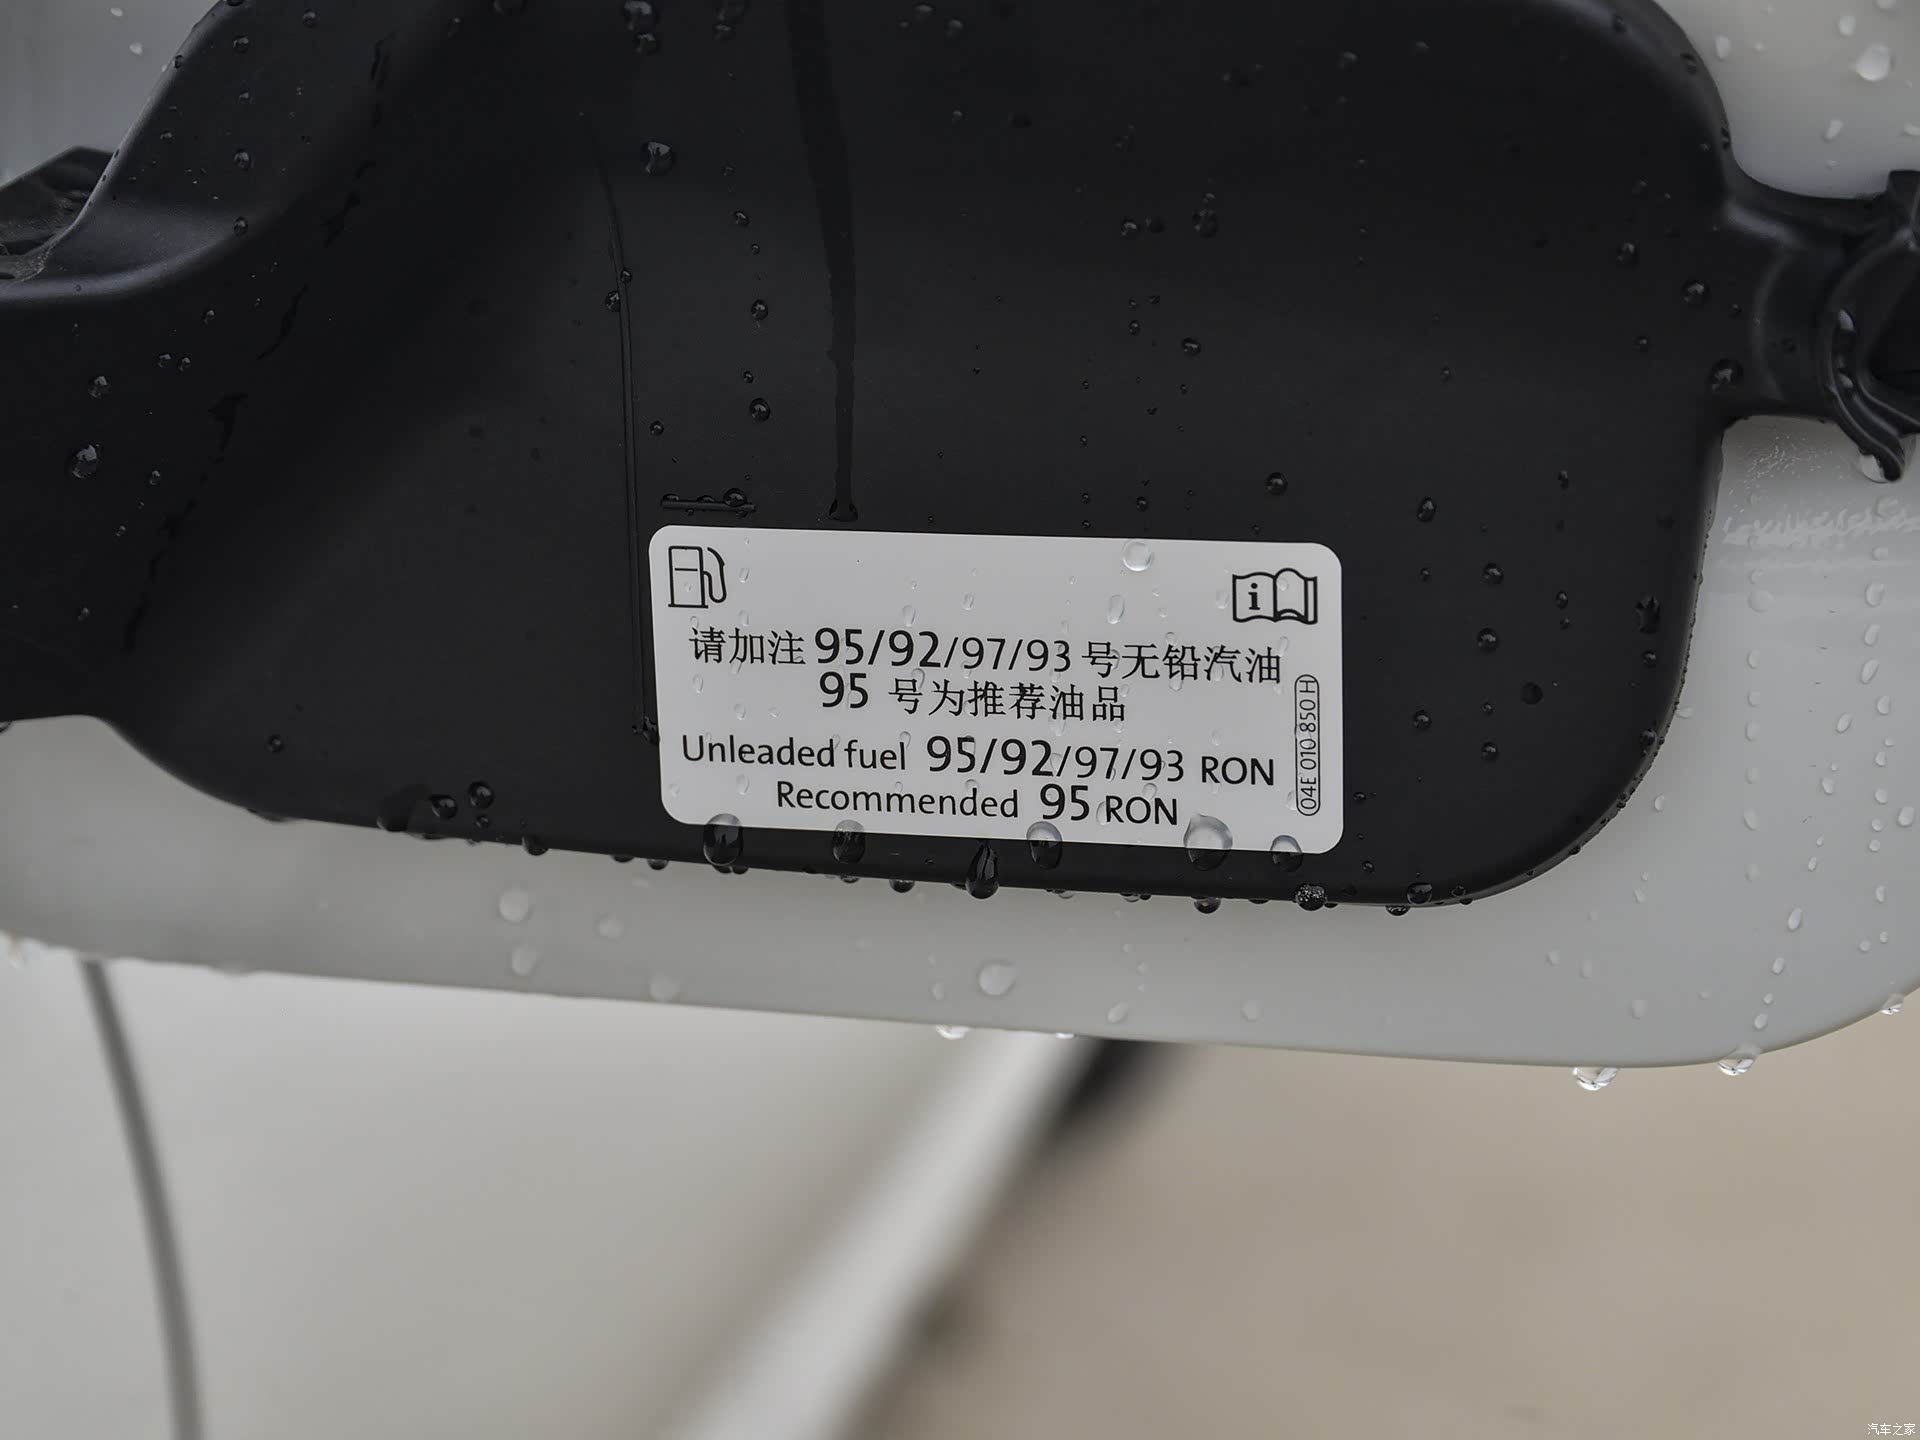 请加注 95/92/97/93 号无铅汽油
95 号为推荐油品
Unleaded fuel 95/92/97/93 RON
Recommended 95 RON
04E 010 850 H
i
汽车之家